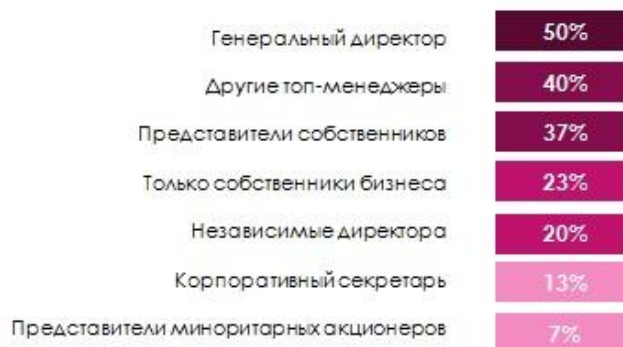 Генеральный директор 50%
Другие топ-менеджеры 40%
Представители собственников 37%
Только собственники бизнеса 23%
Независимые директора 20%
Корпоративный секретарь 13%
Представители миноритарных акционеров 7%